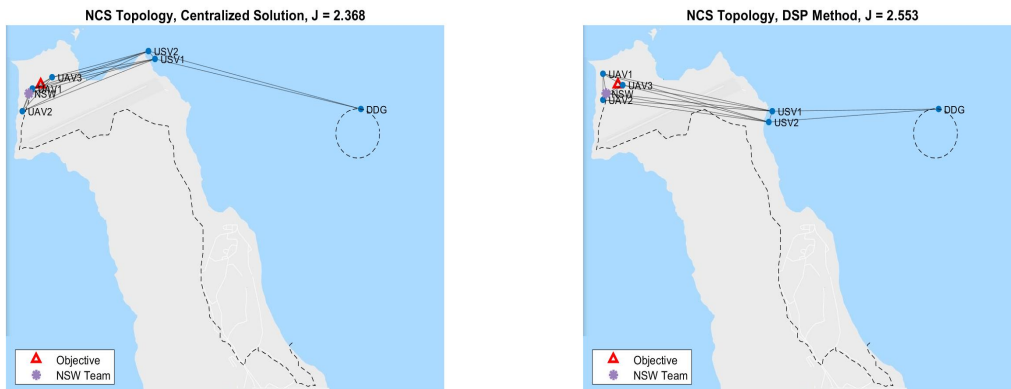 NCS Topology, Centralized Solution, J = 2.368
USV2
USV1
UAV3
UAV1
NSW
UAV2
DDG
Objective
NSW Team
NCS Topology, DSP Method, J = 2.553
UAV1
UAV3
NSW
UAV2
USV1
USV2
DDG
Objective
NSW Team